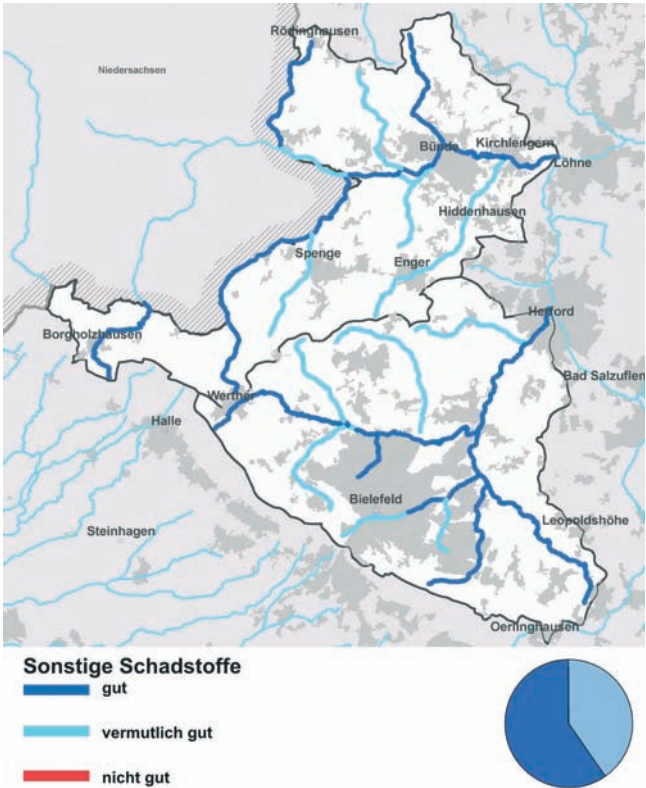 Rödinghausen
Niedersachsen
Bünde
Kirchlengern
Löhne
Hiddenhausen
Spenge
Enger
Herford
Borgholzhausen
Bad Salzuflen
Werther
Halle
Bielefeld
Leopoldshöhe
Steinhagen
Oerlinghausen
Sonstige Schadstoffe
gut
vermutlich gut
nicht gut